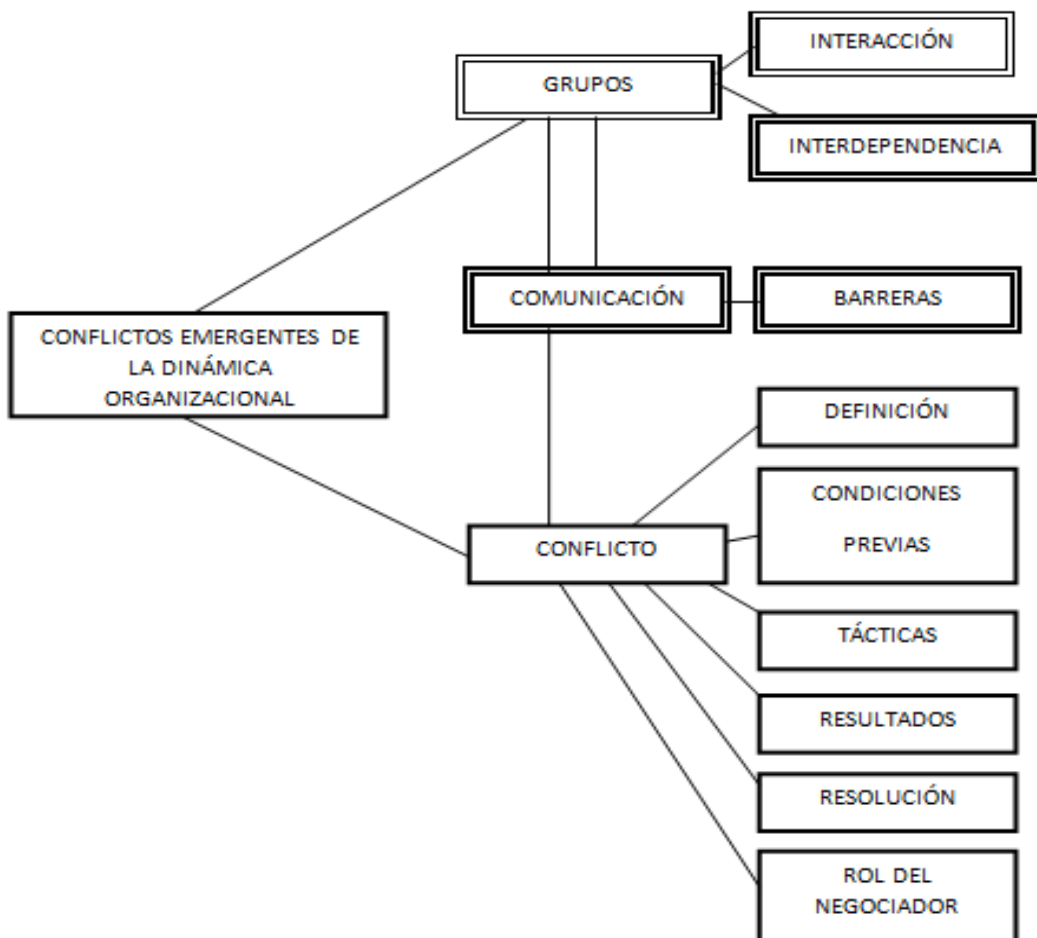 INTERACCIÓN
GRUPOS
INTERDEPENDENCIA
COMUNICACIÓN
BARRERAS
CONFLICTOS EMERGENTES DE
LA DINÁMICA
ORGANIZACIONAL
DEFINICIÓN
CONDICIONES
PREVIAS
CONFLICTO
TÁCTICAS
RESULTADOS
RESOLUCIÓN
ROL DEL
NEGOCIADOR